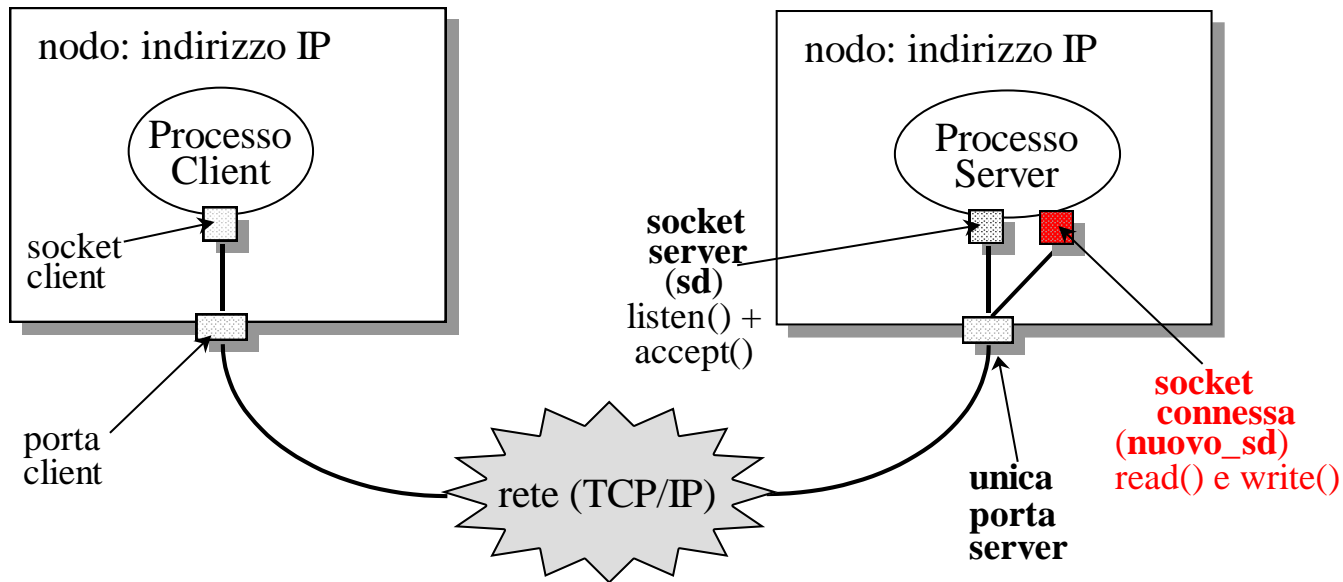 nodo: indirizzo IP
Processo
Client
socket
client
porta
client
rete (TCP/IP)
nodo: indirizzo IP
Processo
Server
socket
server
(sd)
listen() +
accept()
unica
porta
server
socket
connessa
(nuovo_sd)
read() e write()